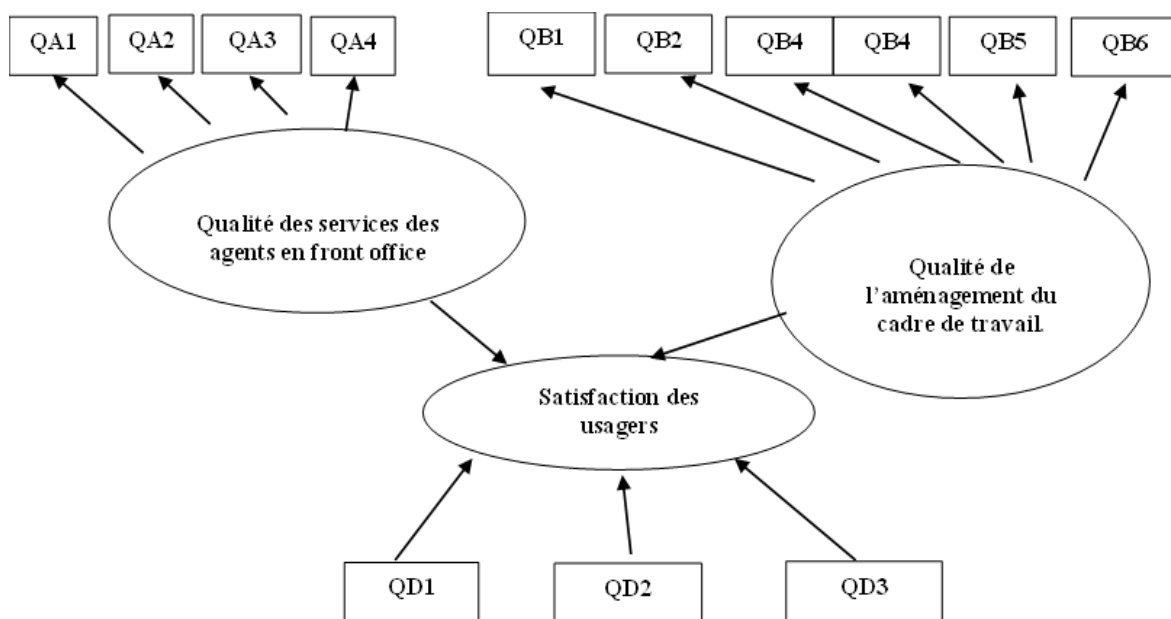 QA1
QA2
QA3
QA4
QB1
QB2
QB4
QB4
QB5
QB6
Qualité des services des
agents en front office
Qualité de
l'aménagement du
cadre de travail.
Satisfaction des
usagers
QD1
QD2
QD3